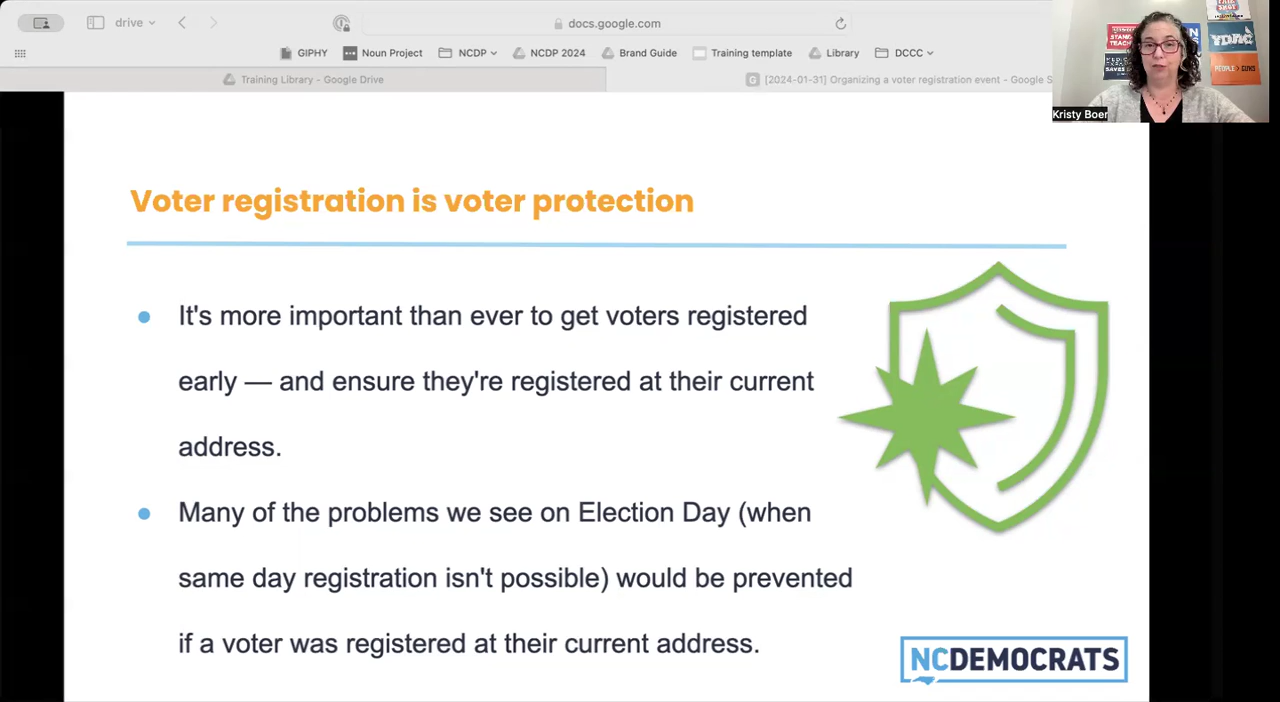 drive
docs.google.com
GIPHY
Noun Project
NCDP
NCDP 2024
Brand Guide
Training template
Library
DCCC
Training Library - Google Drive
[2024-01-31] Organizing a voter registration event - Google S
YDNC
PEOPLE > GUNS
Kristy Boer
Voter registration is voter protection
It's more important than ever to get voters registered
early — and ensure they're registered at their current
address.
Many of the problems we see on Election Day (when
same day registration isn't possible) would be prevented
if a voter was registered at their current address.
NCDEMOCRATS